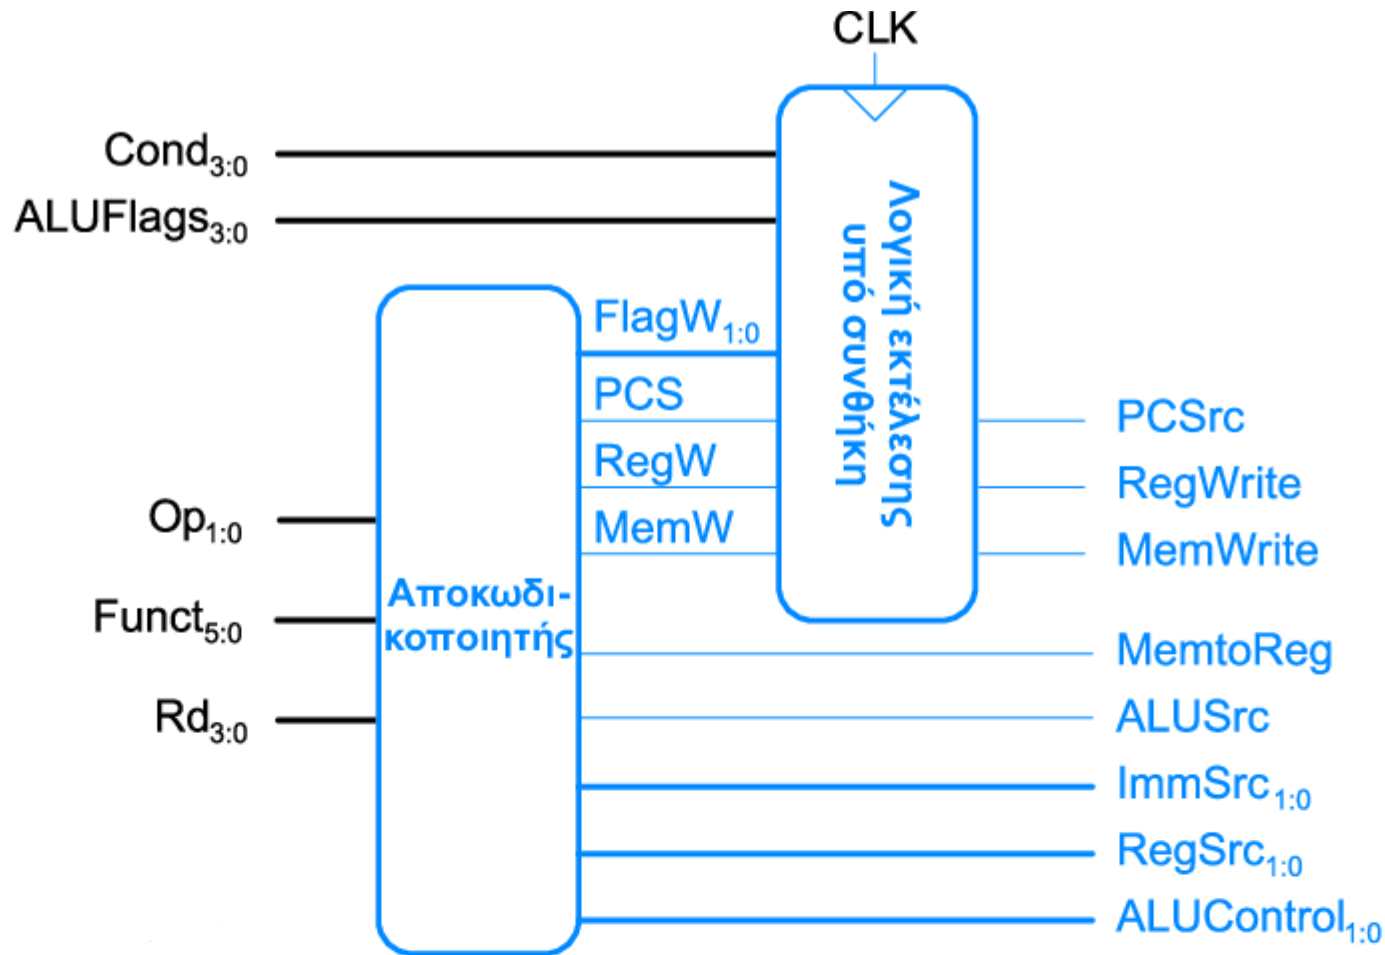 CLK
Cond3:0
ALUFlags3:0
Λογική εκτέλεσης
υπό συνθήκη
FlagW1:0
PCS
PCSrc
RegW
RegWrite
MemW
MemWrite
Op1:0
Funct5:0
Rd3:0
Αποκωδι-
κοποιητής
MemtoReg
ALUSrc
ImmSrc1:0
RegSrc1:0
ALUControl1:0